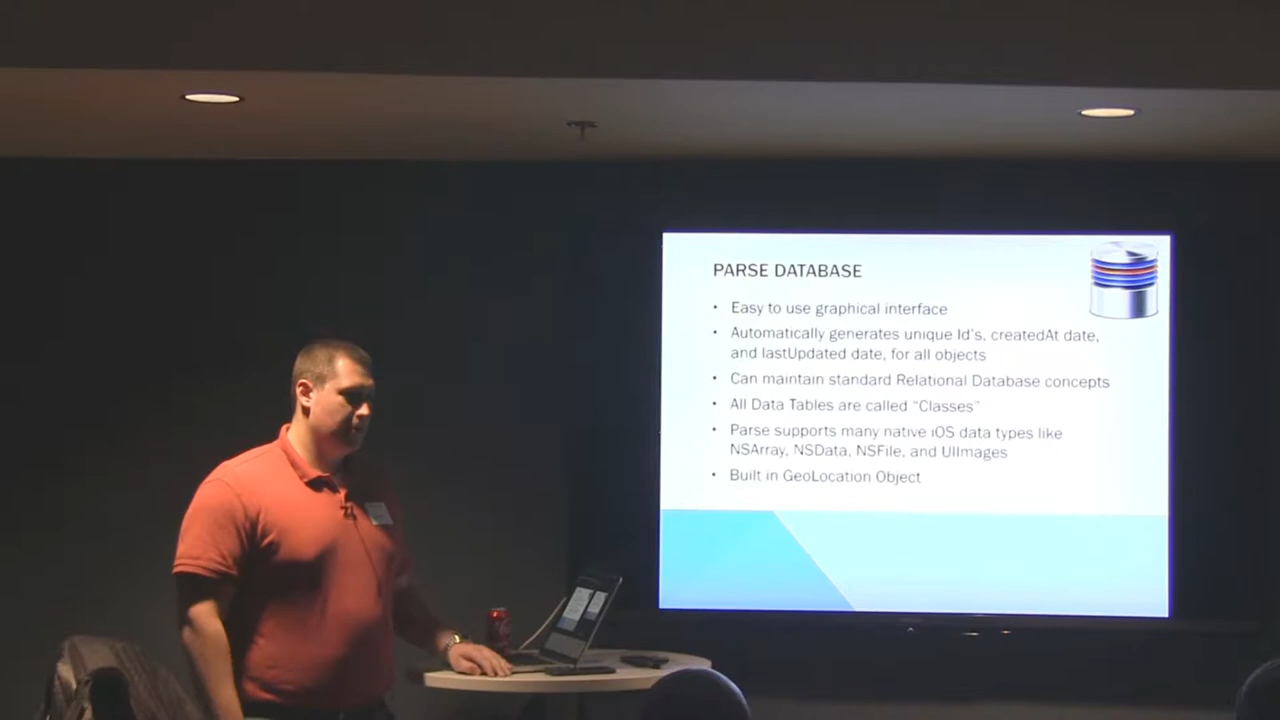 PARSE DATABASE
• Easy to use graphical interface
• Automatically generates unique Id's, createdAt date,
and lastUpdated date, for all objects
• Can maintain standard Relational Database concepts
• All Data Tables are called "Classes"
• Parse supports many native iOS data types like
NSArray, NSData, NSFile, and UIImages
• Built in GeoLocation Object